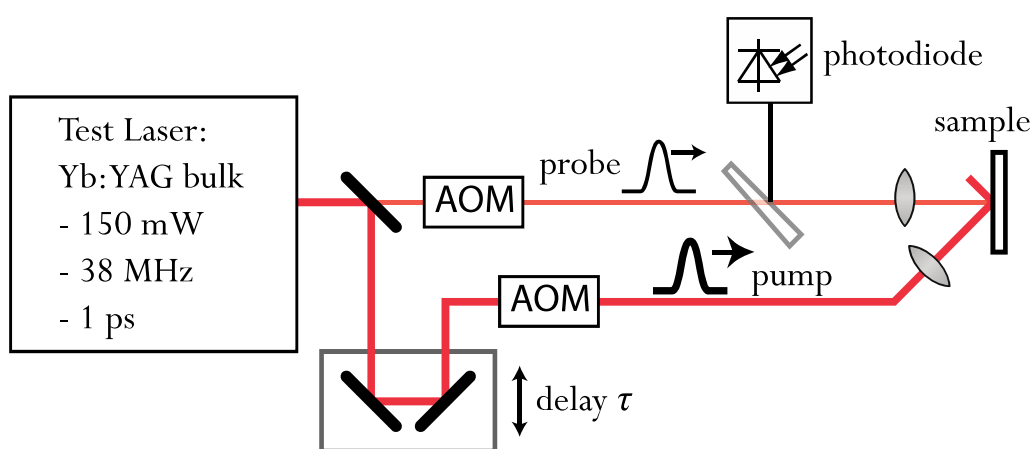 photodiode
sample
Test Laser:
Yb:YAG bulk
- 150 mW
- 38 MHz
- 1 ps
probe
AOM
AOM
pump
delay τ